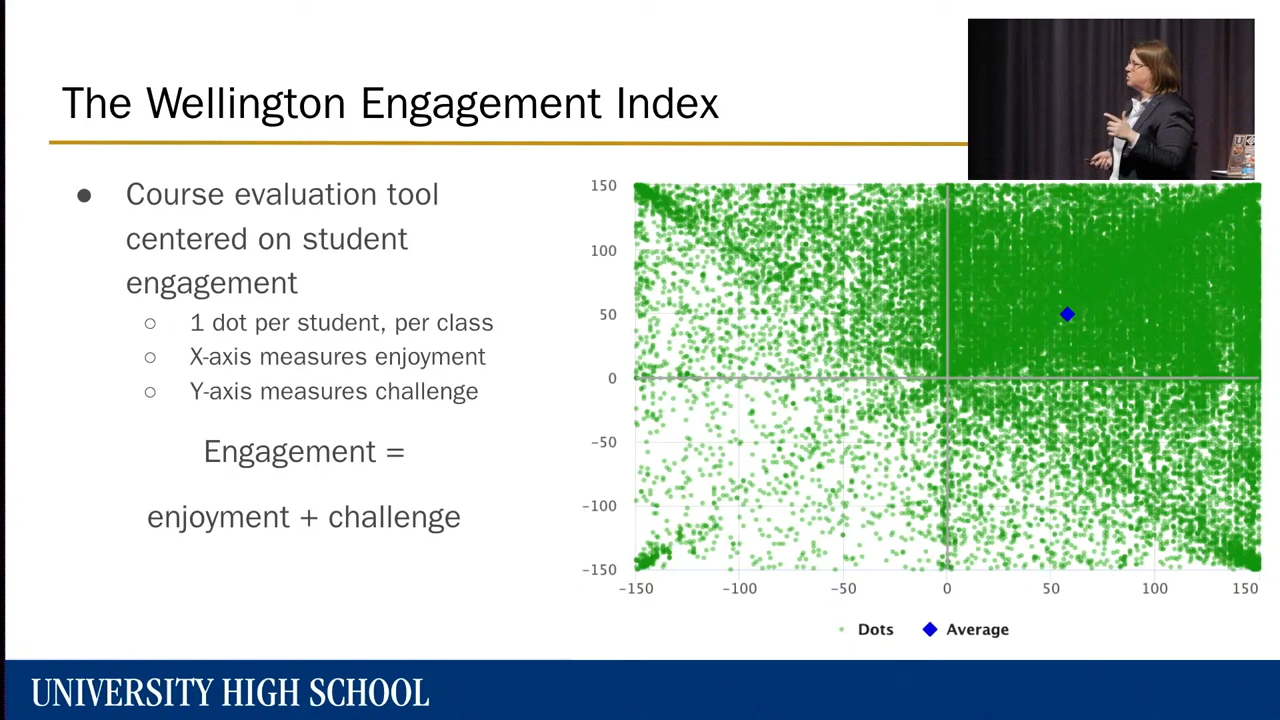 The Wellington Engagement Index
● Course evaluation tool
centered on student
engagement
○ 1 dot per student, per class
○ X-axis measures enjoyment
○ Y-axis measures challenge
Engagement =
enjoyment + challenge
150
100
50
0
−50
−100
−150
−150 −100 −50 0 50 100 150
Dots Average
UNIVERSITY HIGH SCHOOL